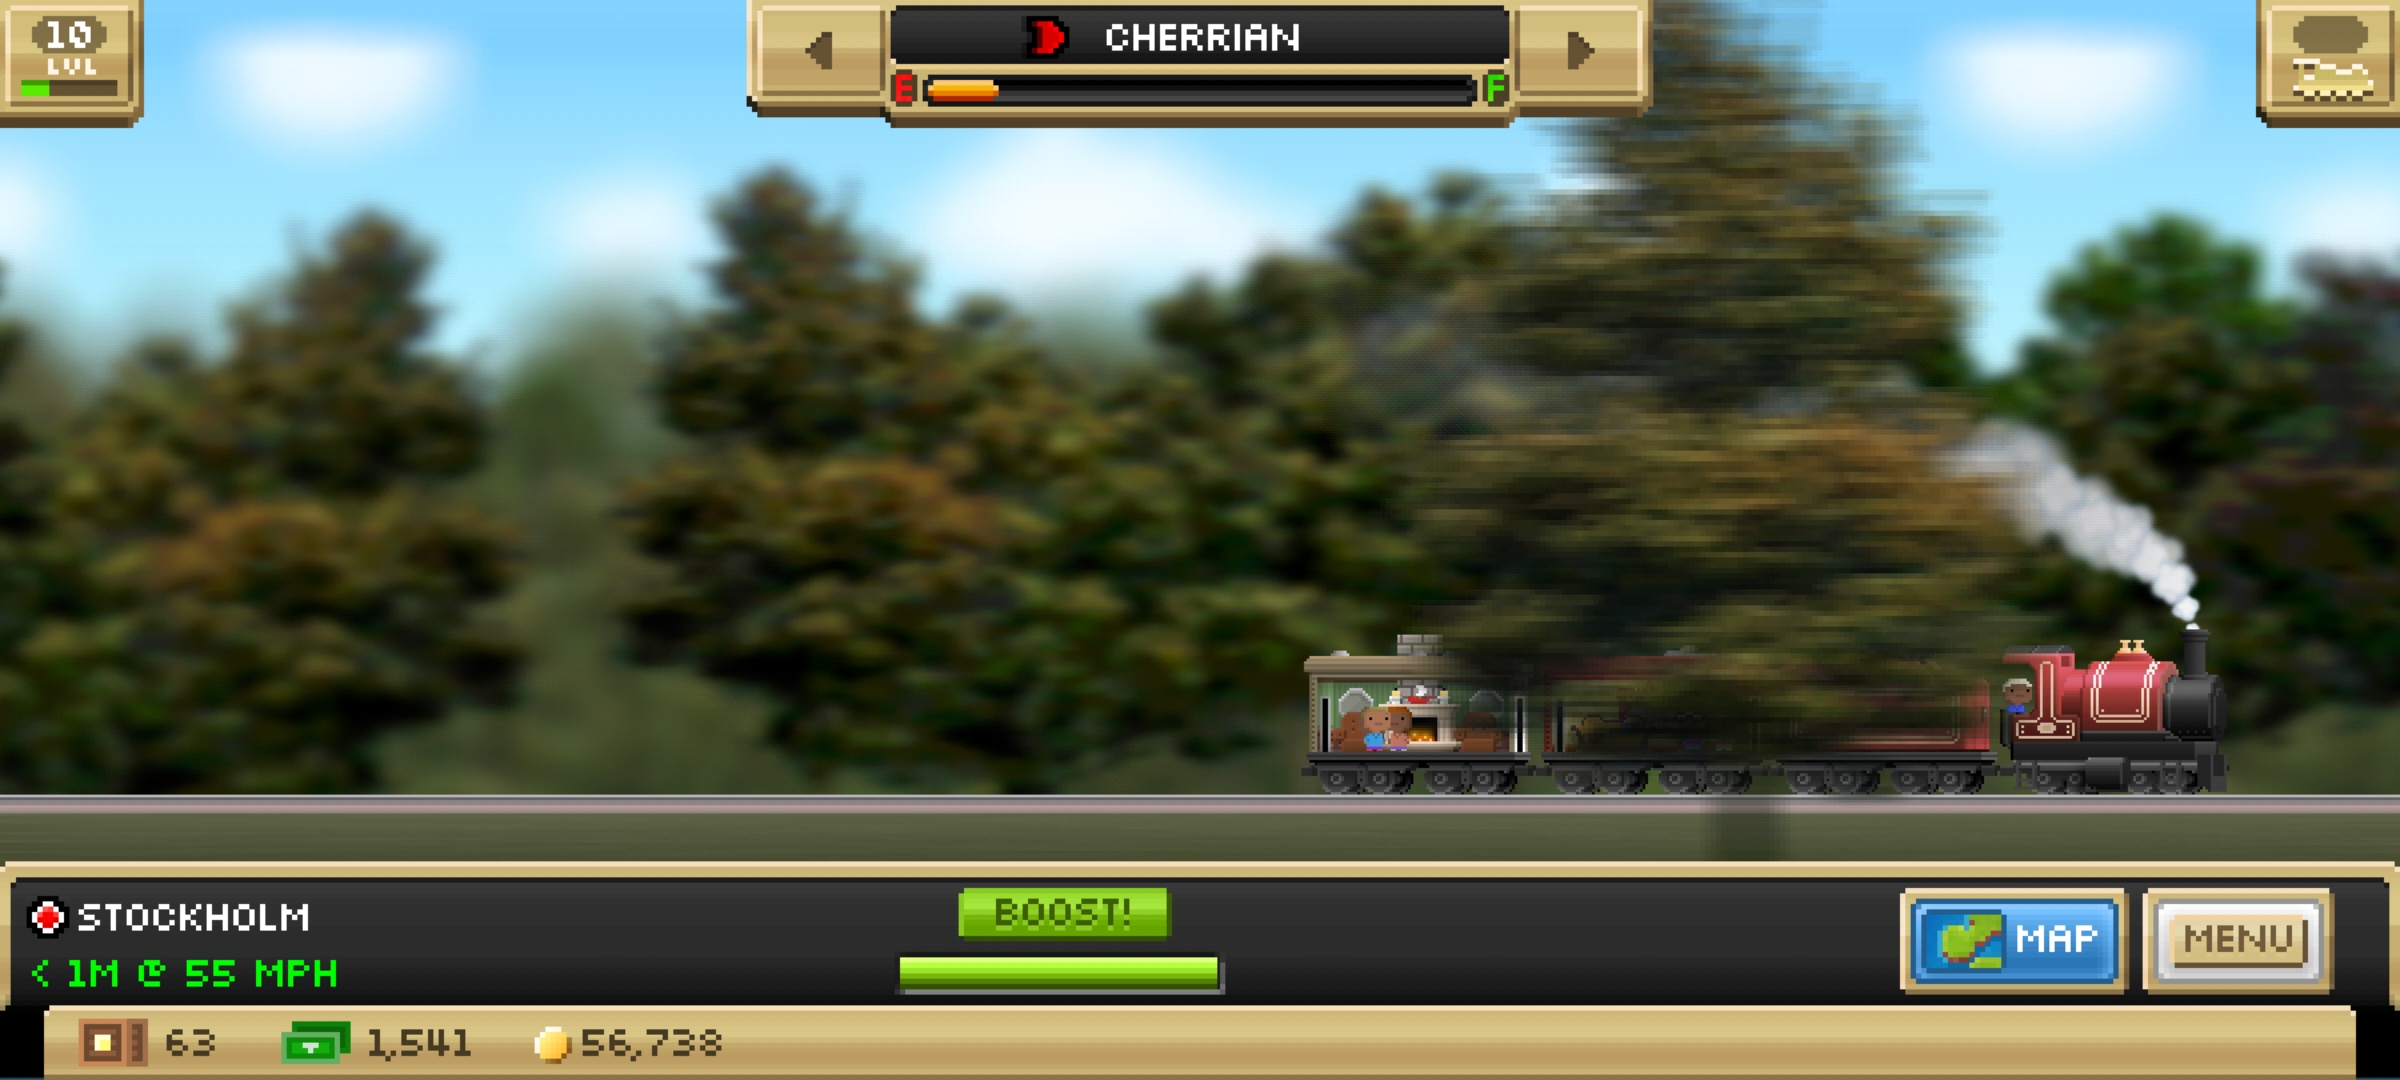 10
LVL
CHERRIAN
E F
STOCKHOLM
BOOST!
< 1M @ 55 MPH
MAP
MENU
63
1,541
56,738